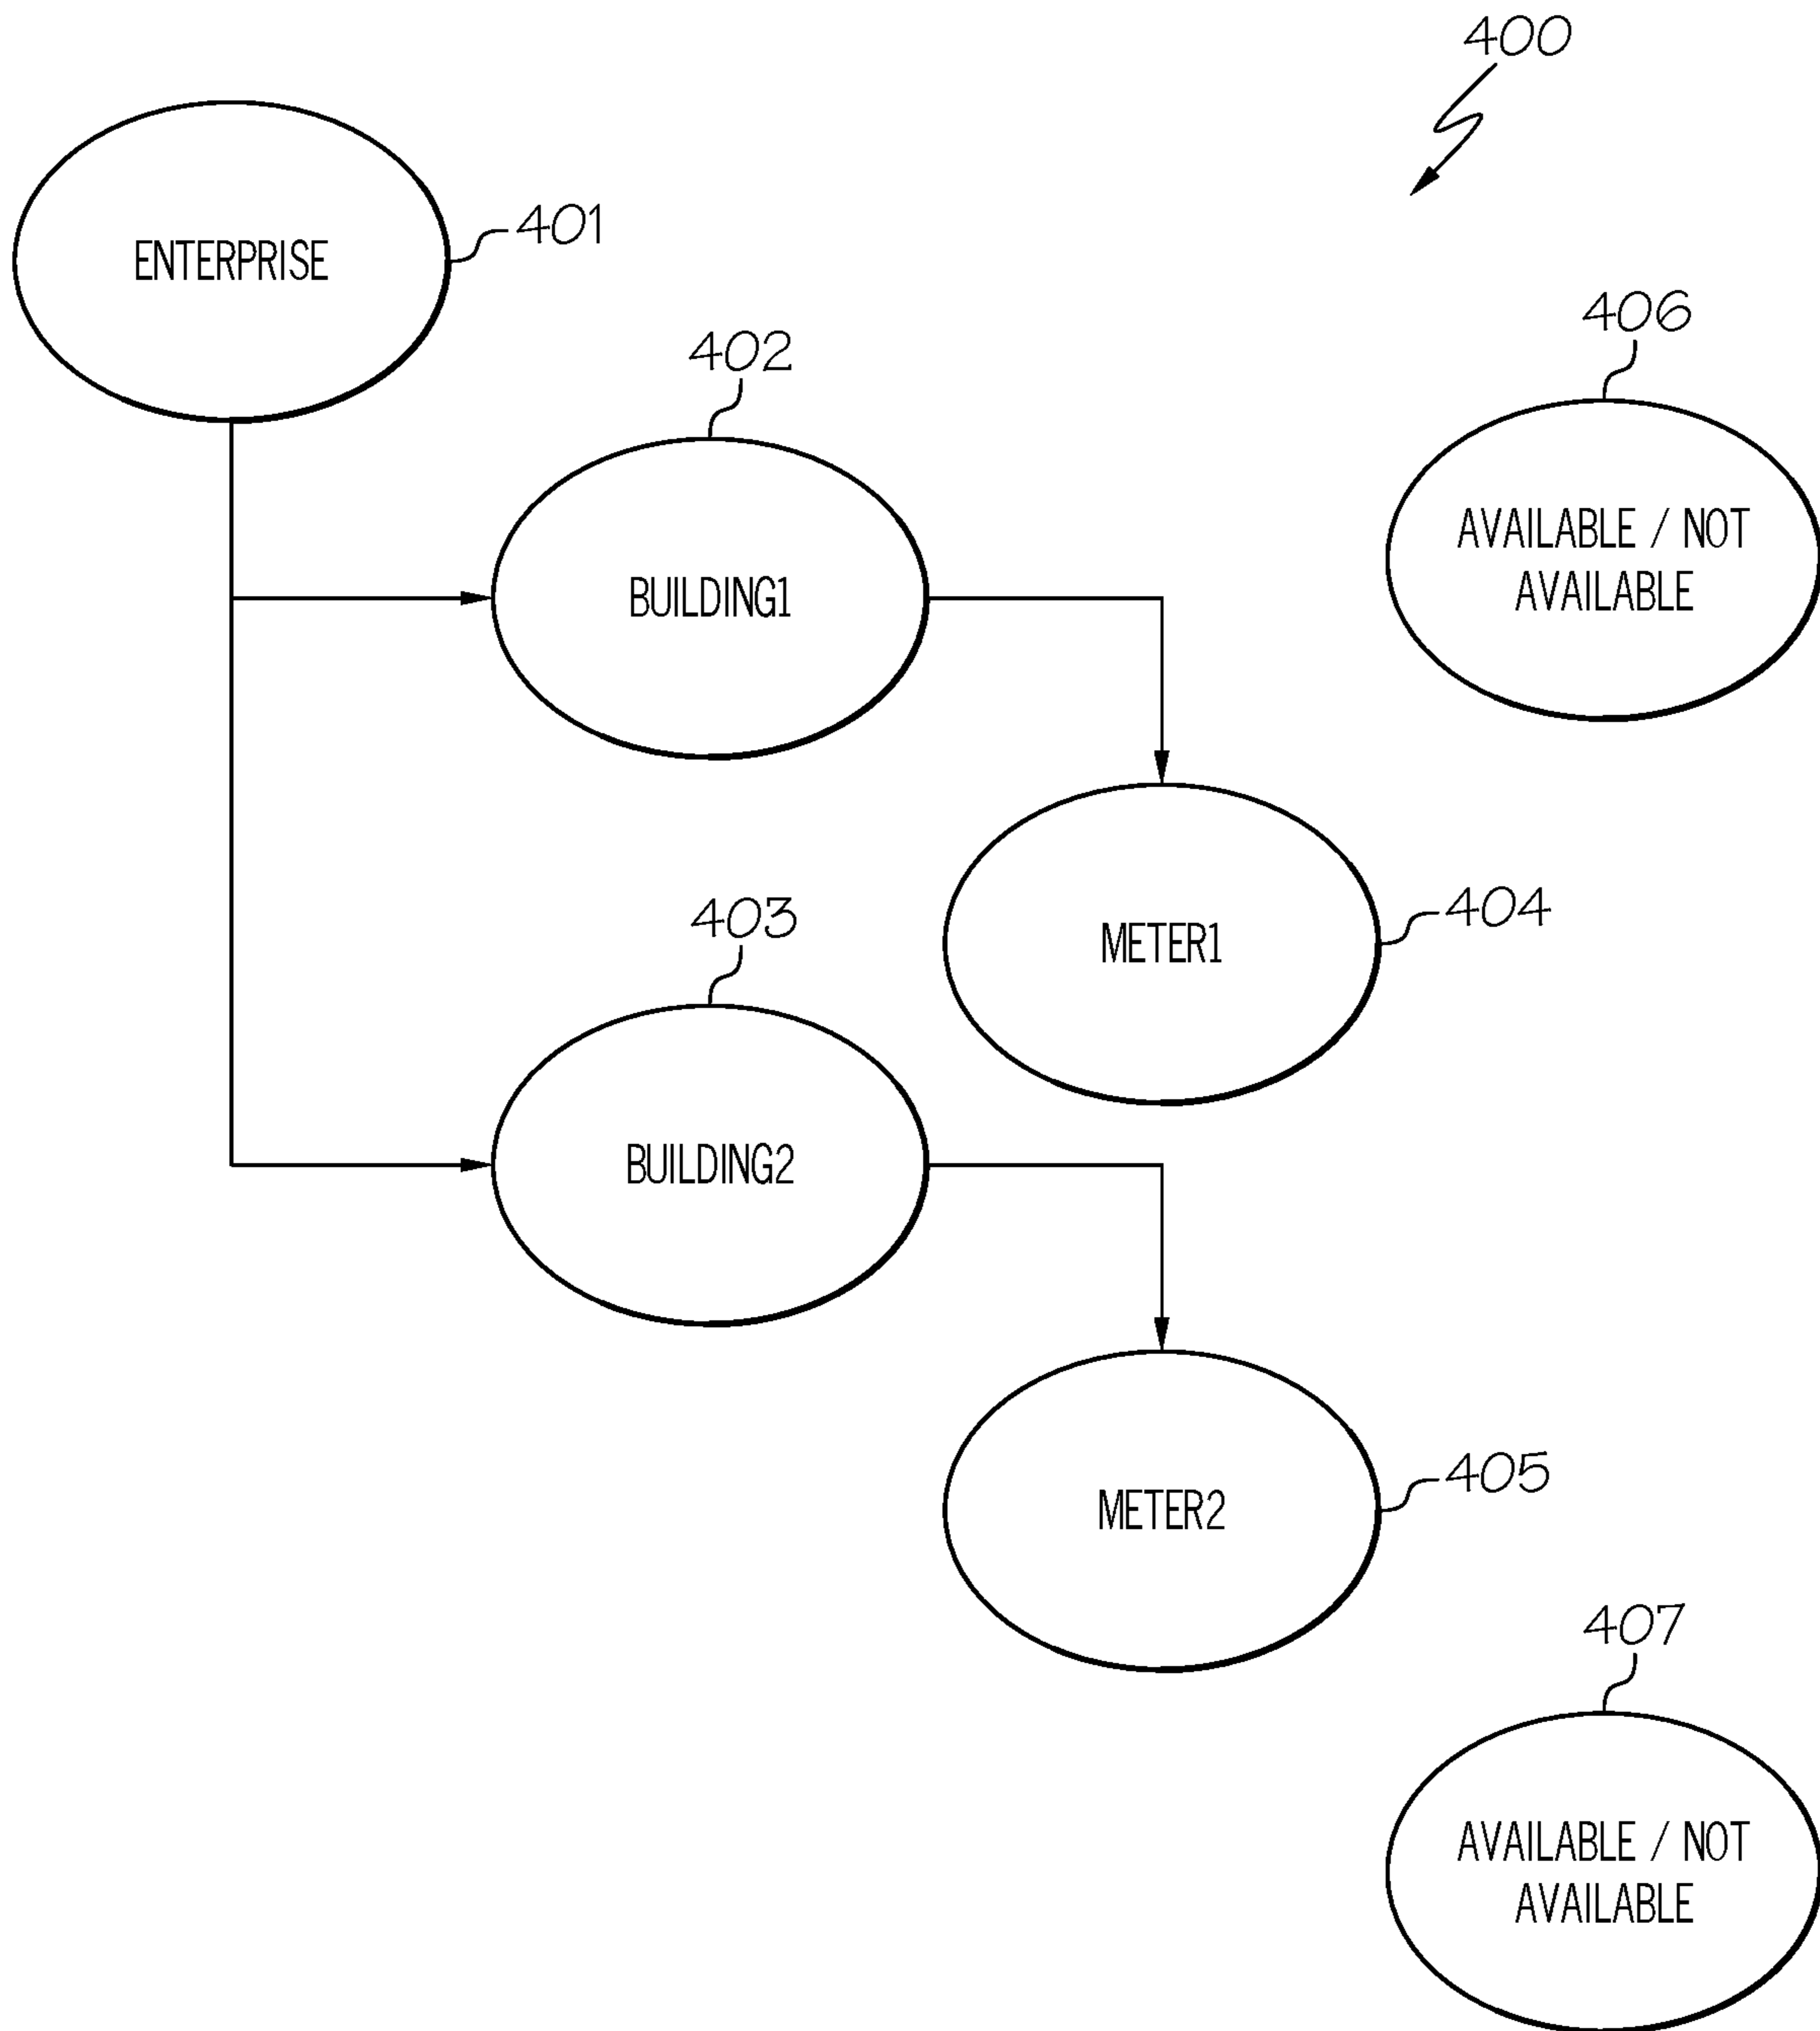 400
ENTERPRISE
401
402
406
BUILDING1
AVAILABLE / NOT
AVAILABLE
403
METER1
404
BUILDING2
METER2
405
407
AVAILABLE / NOT
AVAILABLE